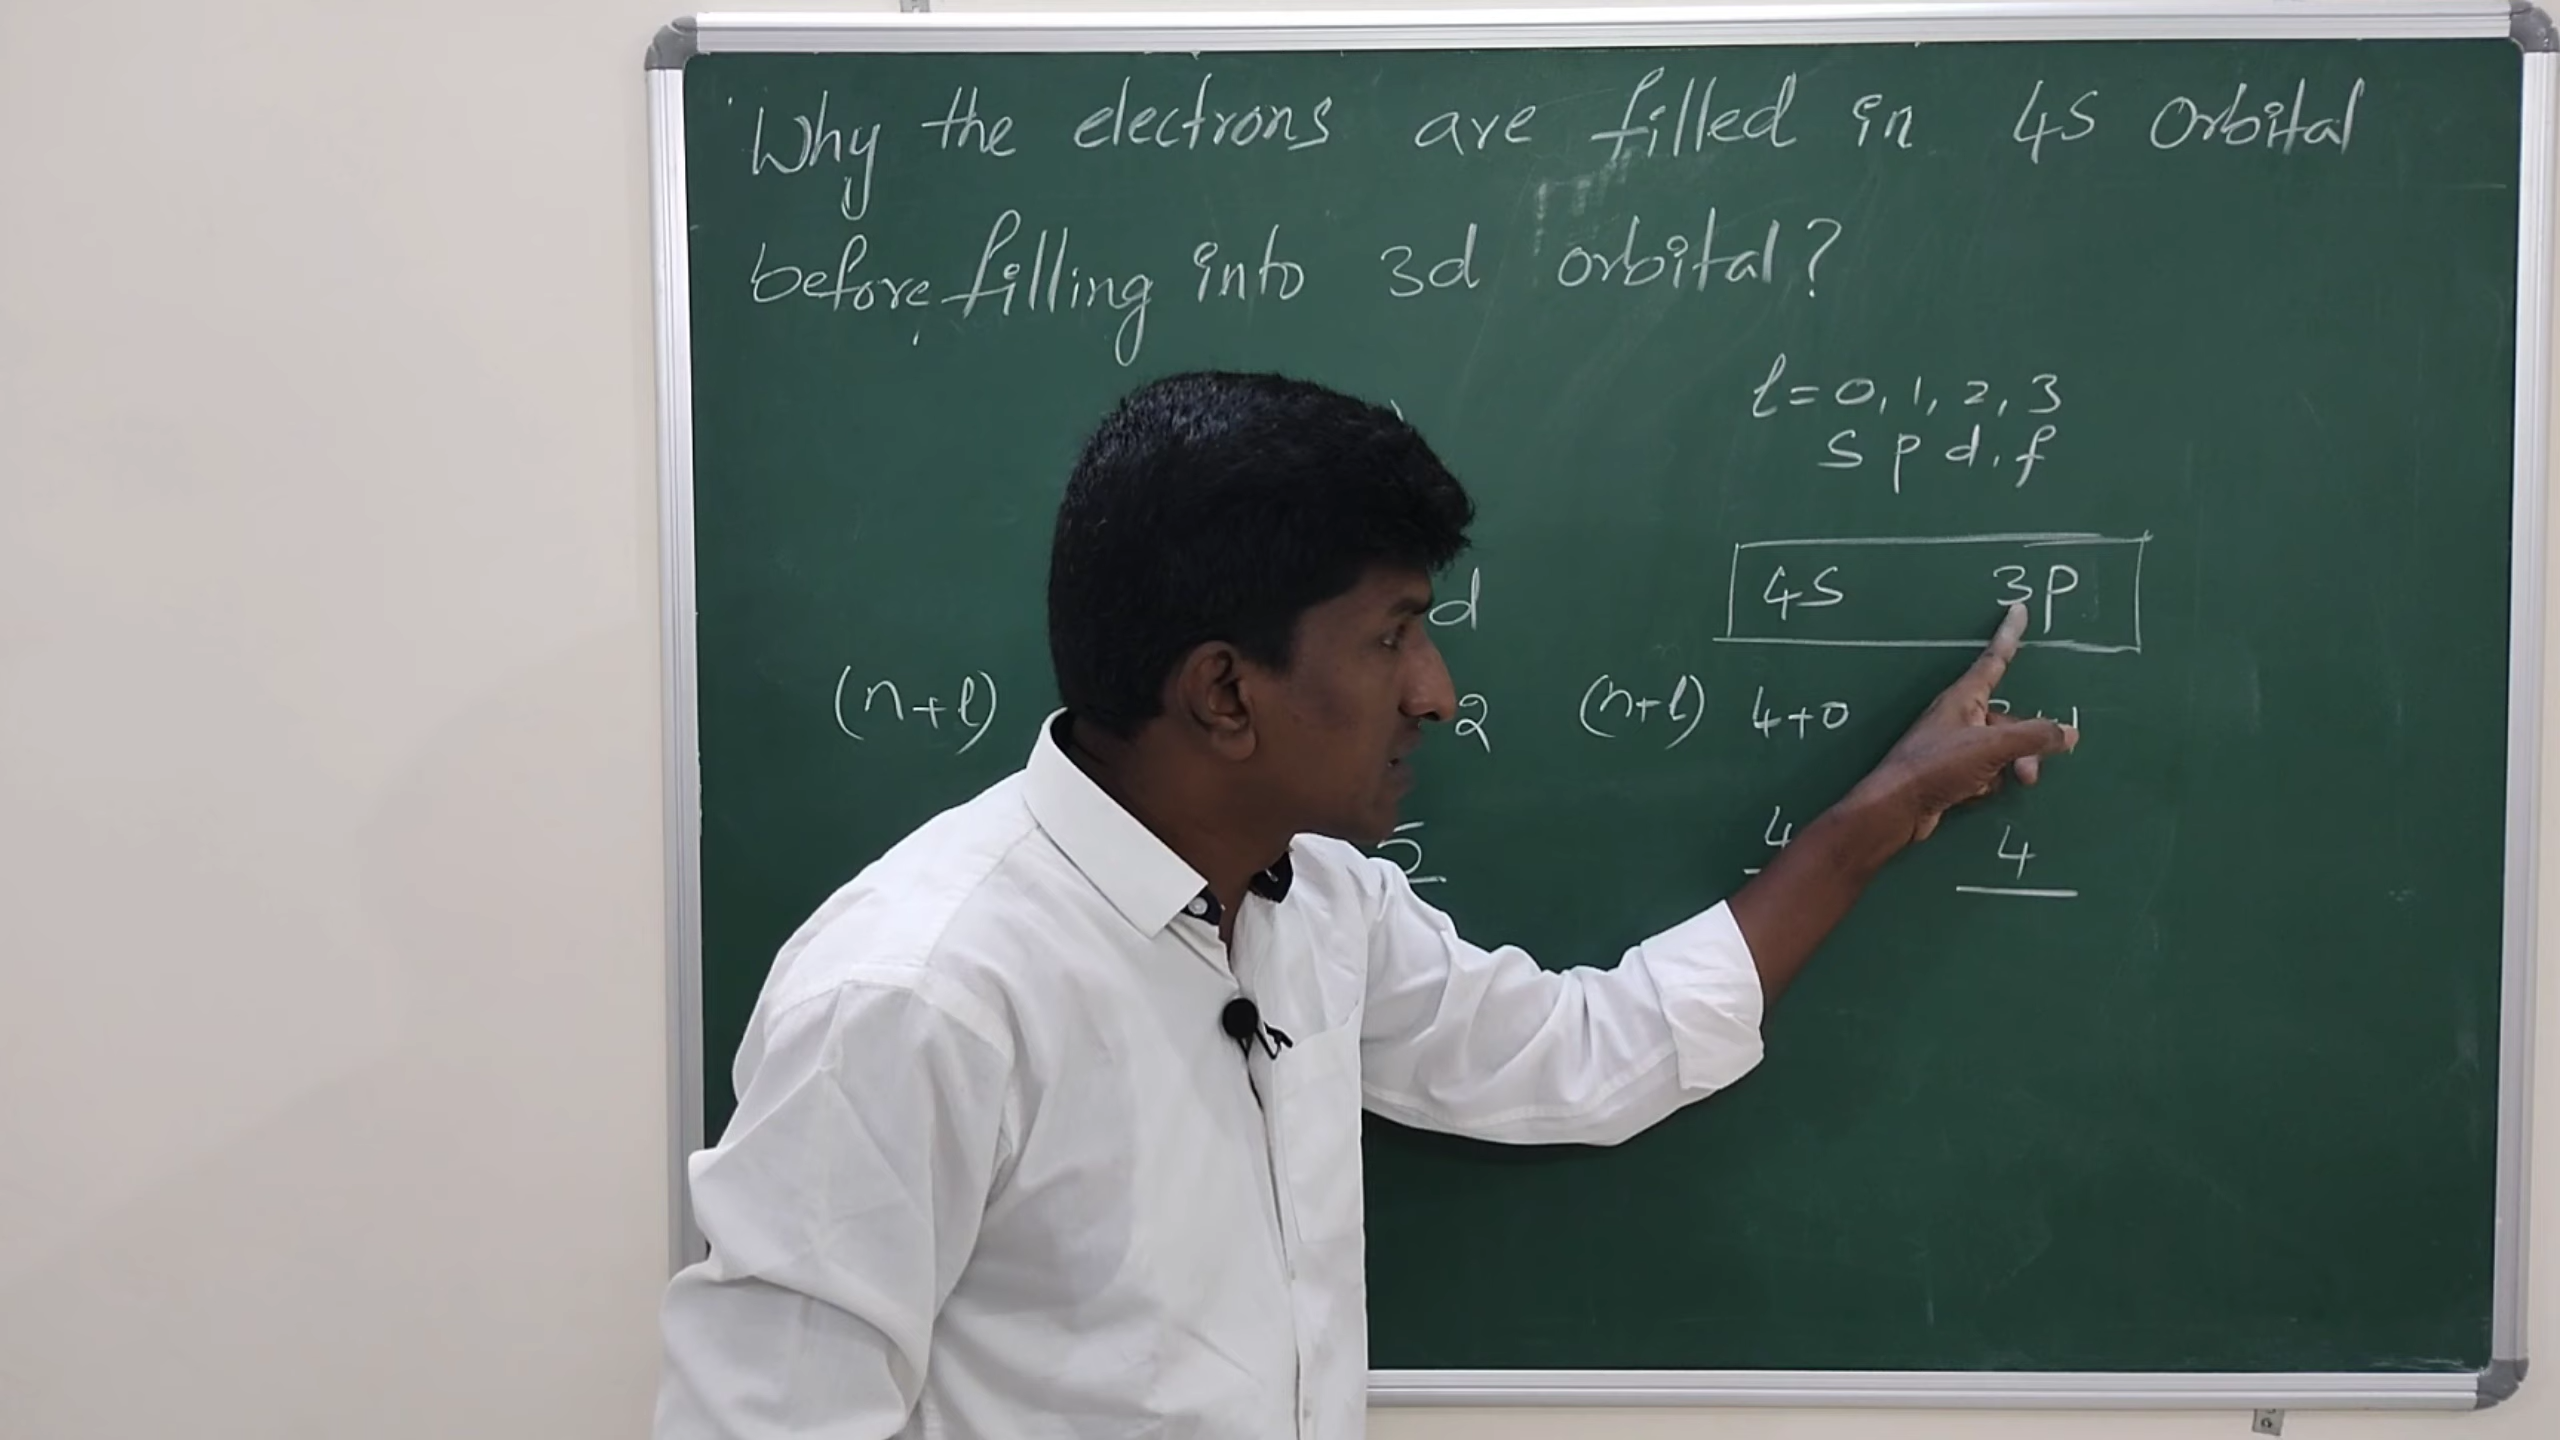 Why the electrons are filled in 4S Orbital
before filling into 3d orbital?
l = 0, 1, 2, 3
S p d, f
d 4S 3P
(n+l) 2 (n+l) 4+0
5 4 4